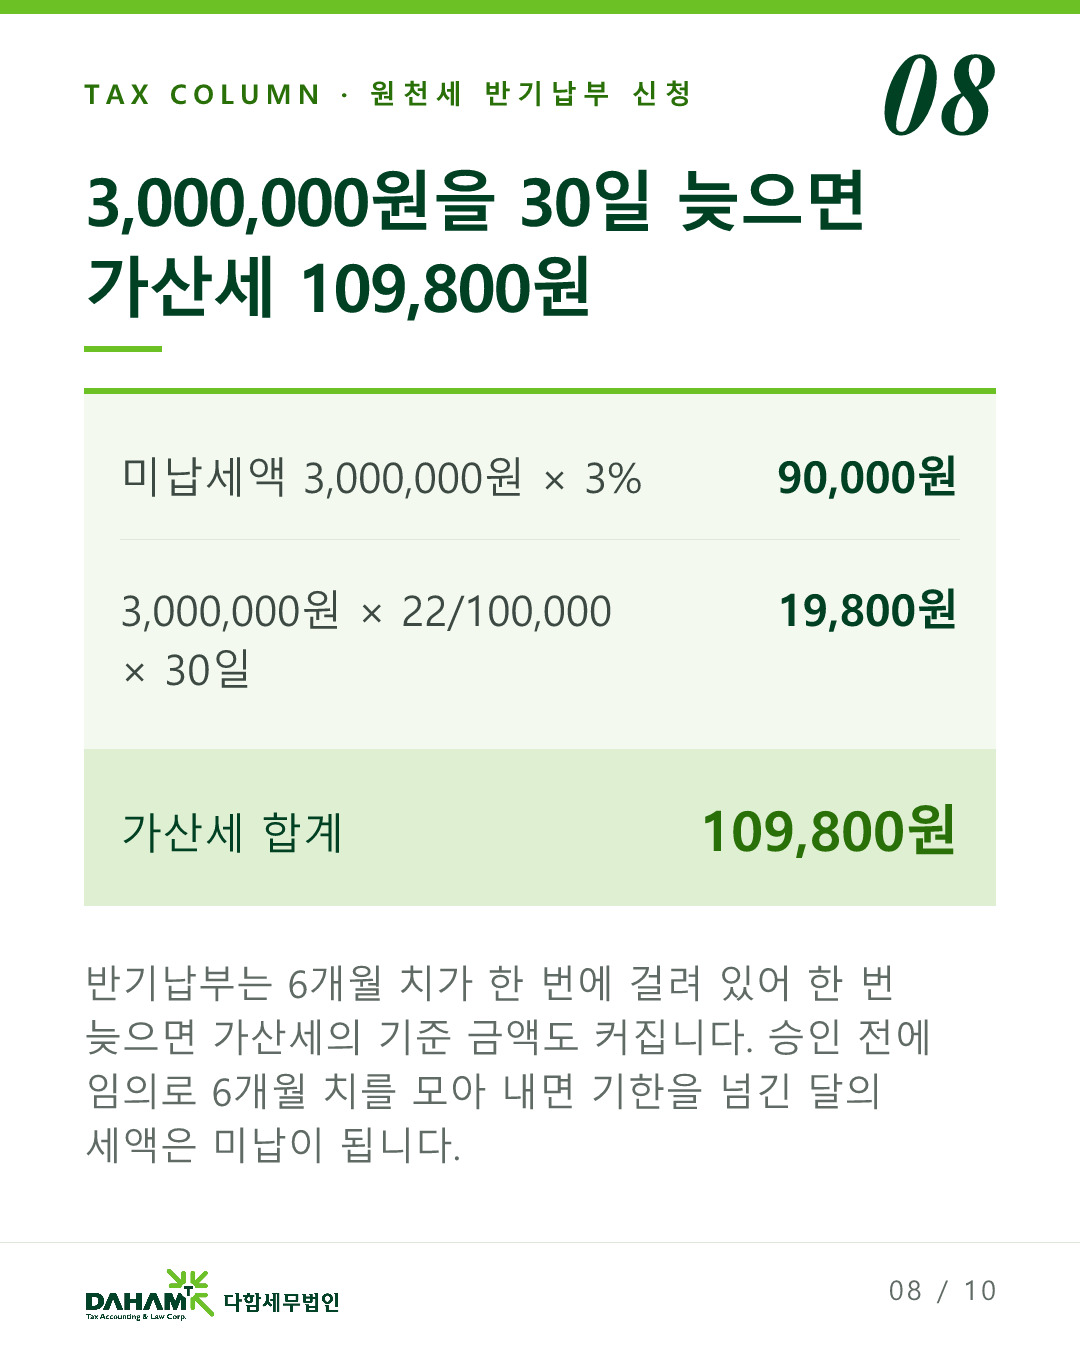 TAX COLUMN · 원천세 반기납부 신청
08
3,000,000원을 30일 늦으면
가산세 109,800원
미납세액 3,000,000원 × 3%
90,000원
3,000,000원 × 22/100,000
× 30일
19,800원
가산세 합계
109,800원
반기납부는 6개월 치가 한 번에 걸려 있어 한 번
늦으면 가산세의 기준 금액도 커집니다. 승인 전에
임의로 6개월 치를 모아 내면 기한을 넘긴 달의
세액은 미납이 됩니다.
DAHAM T 다함세무법인
Tax Accounting & Law Corp.
08 / 10